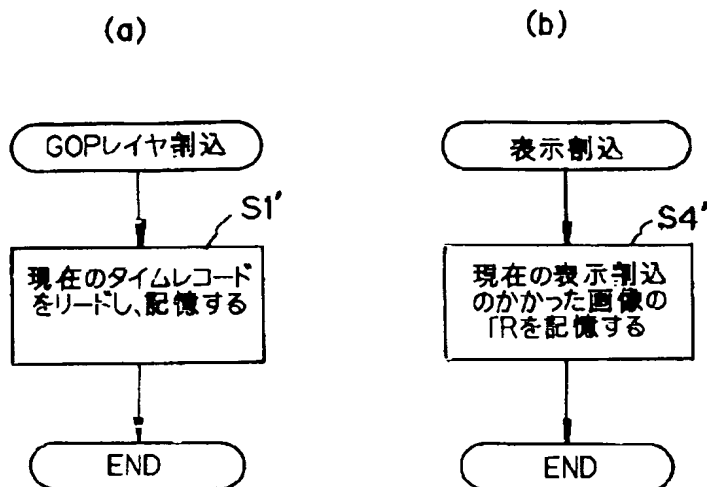 (a)
GOPレイヤ割込
S1'
現在のタイムレコード
をリードし、記憶する
END
(b)
表示割込
S4'
現在の表示割込
のかかった画像の
TRを記憶する
END